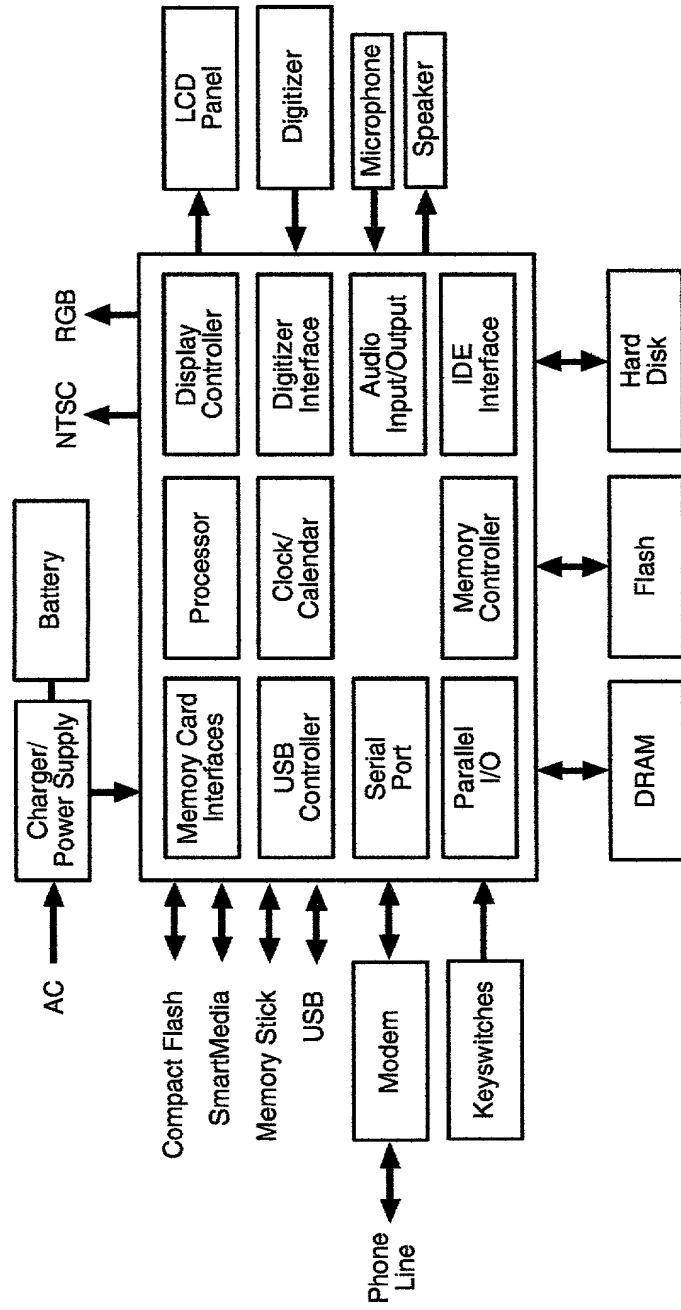 AC
Charger/
Power Supply
Battery
NTSC
RGB
Compact Flash
SmartMedia
Memory Stick
USB
Phone
Line
Modem
Keyswitches
Memory Card
Interfaces
Processor
Display
Controller
USB
Controller
Clock/
Calendar
Digitizer
Interface
Serial
Port
Audio
Input/Output
Parallel
I/O
Memory
Controller
IDE
Interface
LCD
Panel
Digitizer
Microphone
Speaker
DRAM
Flash
Hard
Disk